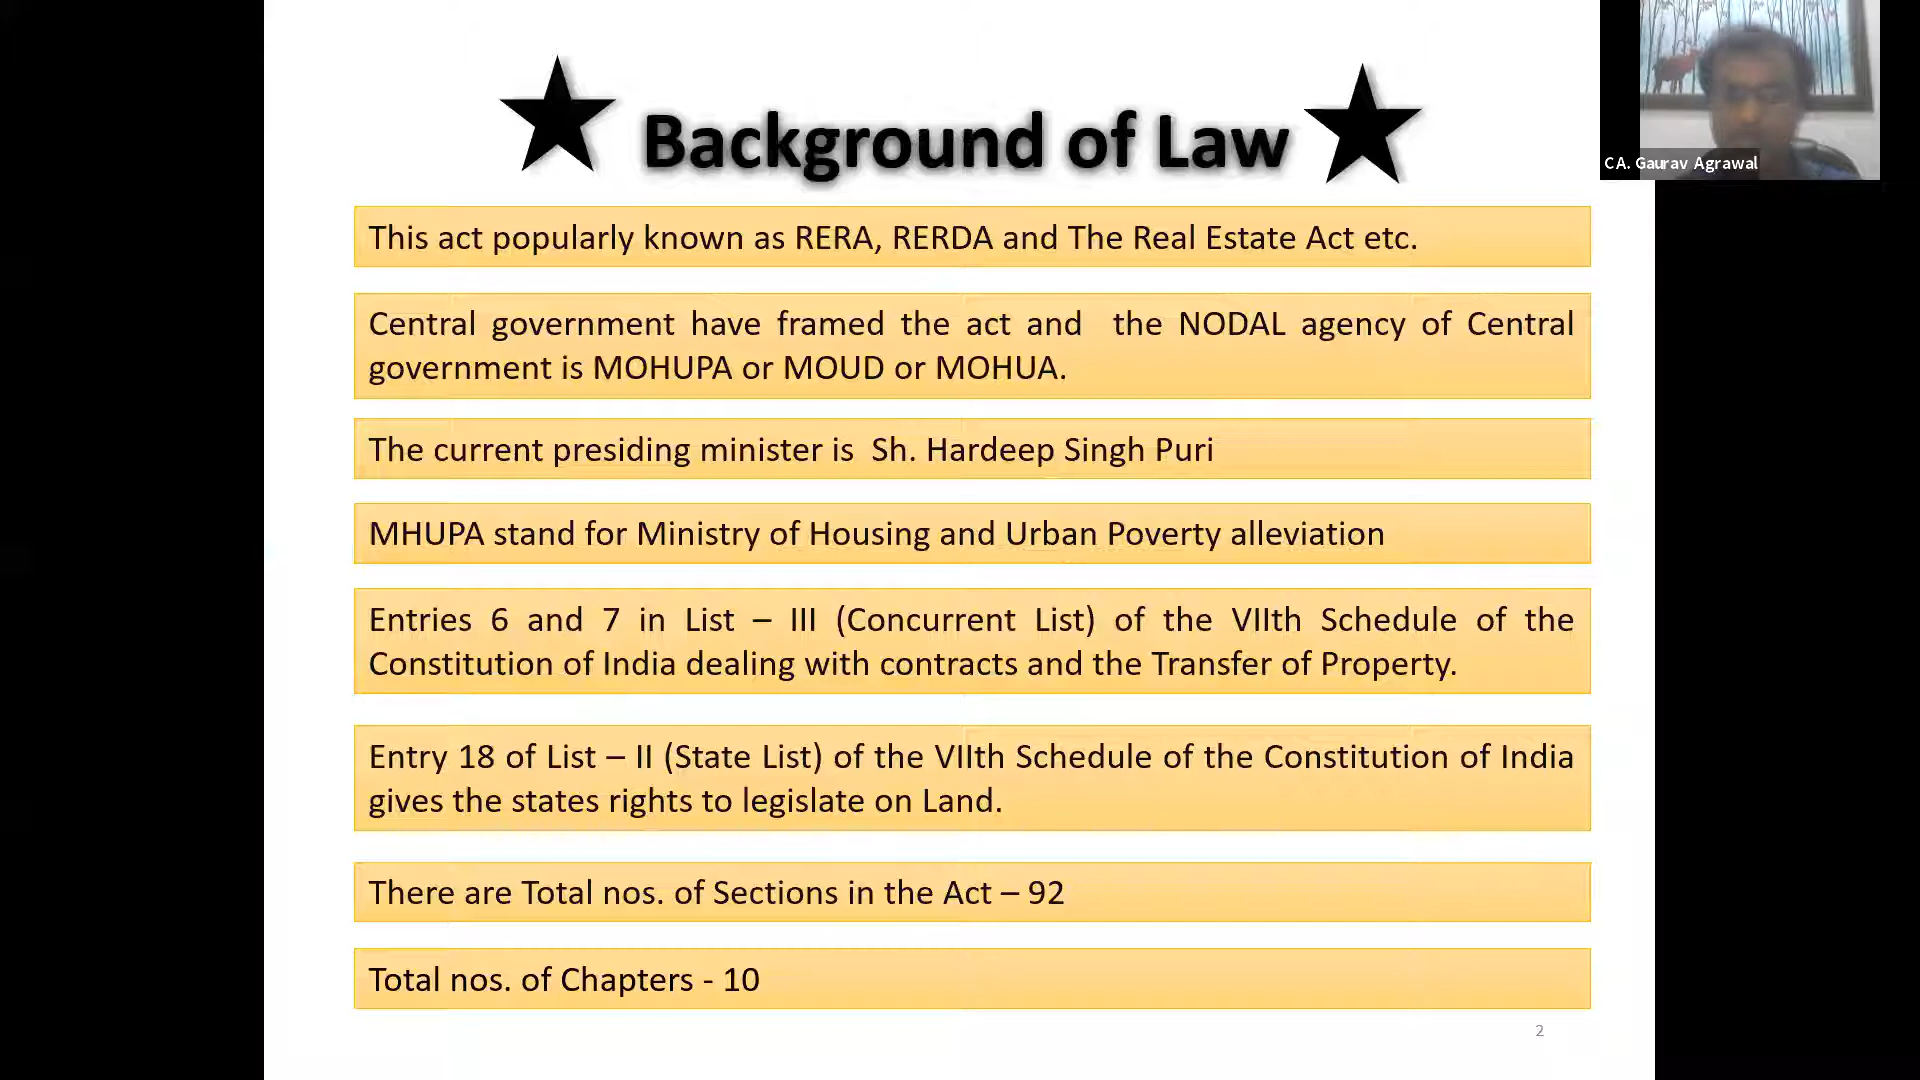 Background of Law
CA. Gaurav Agrawal
This act popularly known as RERA, RERDA and The Real Estate Act etc.
Central government have framed the act and the NODAL agency of Central
government is MOHUPA or MOUD or MOHUA.
The current presiding minister is Sh. Hardeep Singh Puri
MHUPA stand for Ministry of Housing and Urban Poverty alleviation
Entries 6 and 7 in List – III (Concurrent List) of the VIIth Schedule of the
Constitution of India dealing with contracts and the Transfer of Property.
Entry 18 of List – II (State List) of the VIIth Schedule of the Constitution of India
gives the states rights to legislate on Land.
There are Total nos. of Sections in the Act – 92
Total nos. of Chapters - 10
2